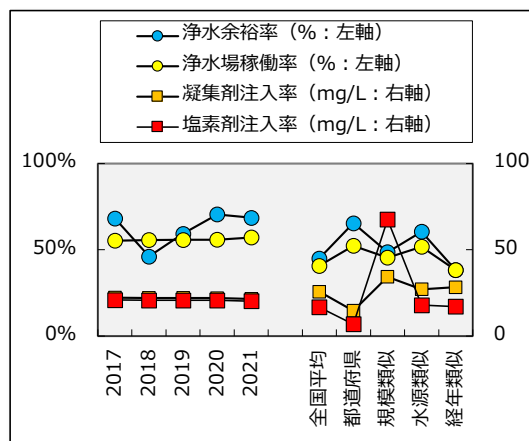 浄水余裕率（%：左軸）
浄水場稼働率（%：左軸）
凝集剤注入率（mg/L：右軸）
塩素剤注入率（mg/L：右軸）
100% 100
50% 50
0% 0
2017 2018 2019 2020 2021 全国平均 都道府県 規模類似 水源類似 経年類似